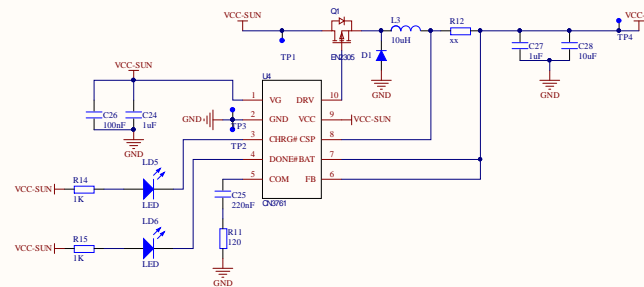 VCC-SUN
Q1
L3
R12
VCC-
TP1
EN2305
D1
10uH
xx
C27
1uF
C28
10uF
TP4
GND
GND
VCC-SUN
U4
C26
100nF
C24
1uF
GND
GND
TP3
TP2
1 VG DRV 10
2 GND VCC 9 VCC-SUN
3 CHRG# CSP 8
4 DONE# BAT 7
5 COM FB 6
CN3761
LD5
VCC-SUN
R14
1K
LED
LD6
VCC-SUN
R15
1K
LED
C25
220nF
R11
120
GND